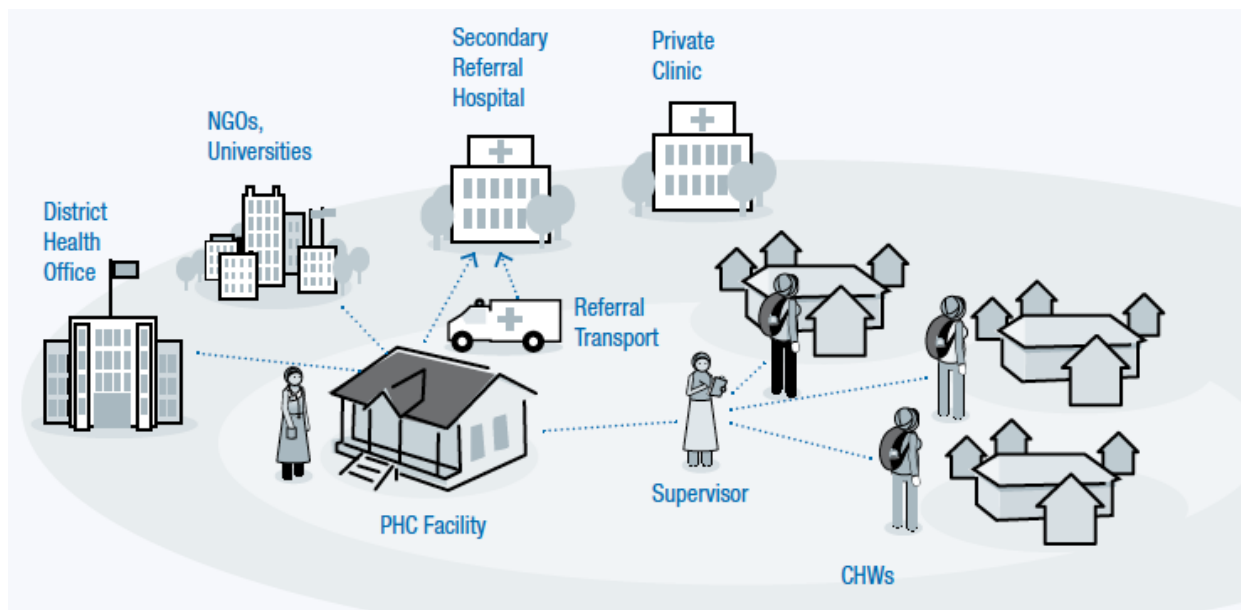 Secondary
Referral
Hospital
Private
Clinic
NGOs,
Universities
District
Health
Office
Referral
Transport
Supervisor
PHC Facility
CHWs